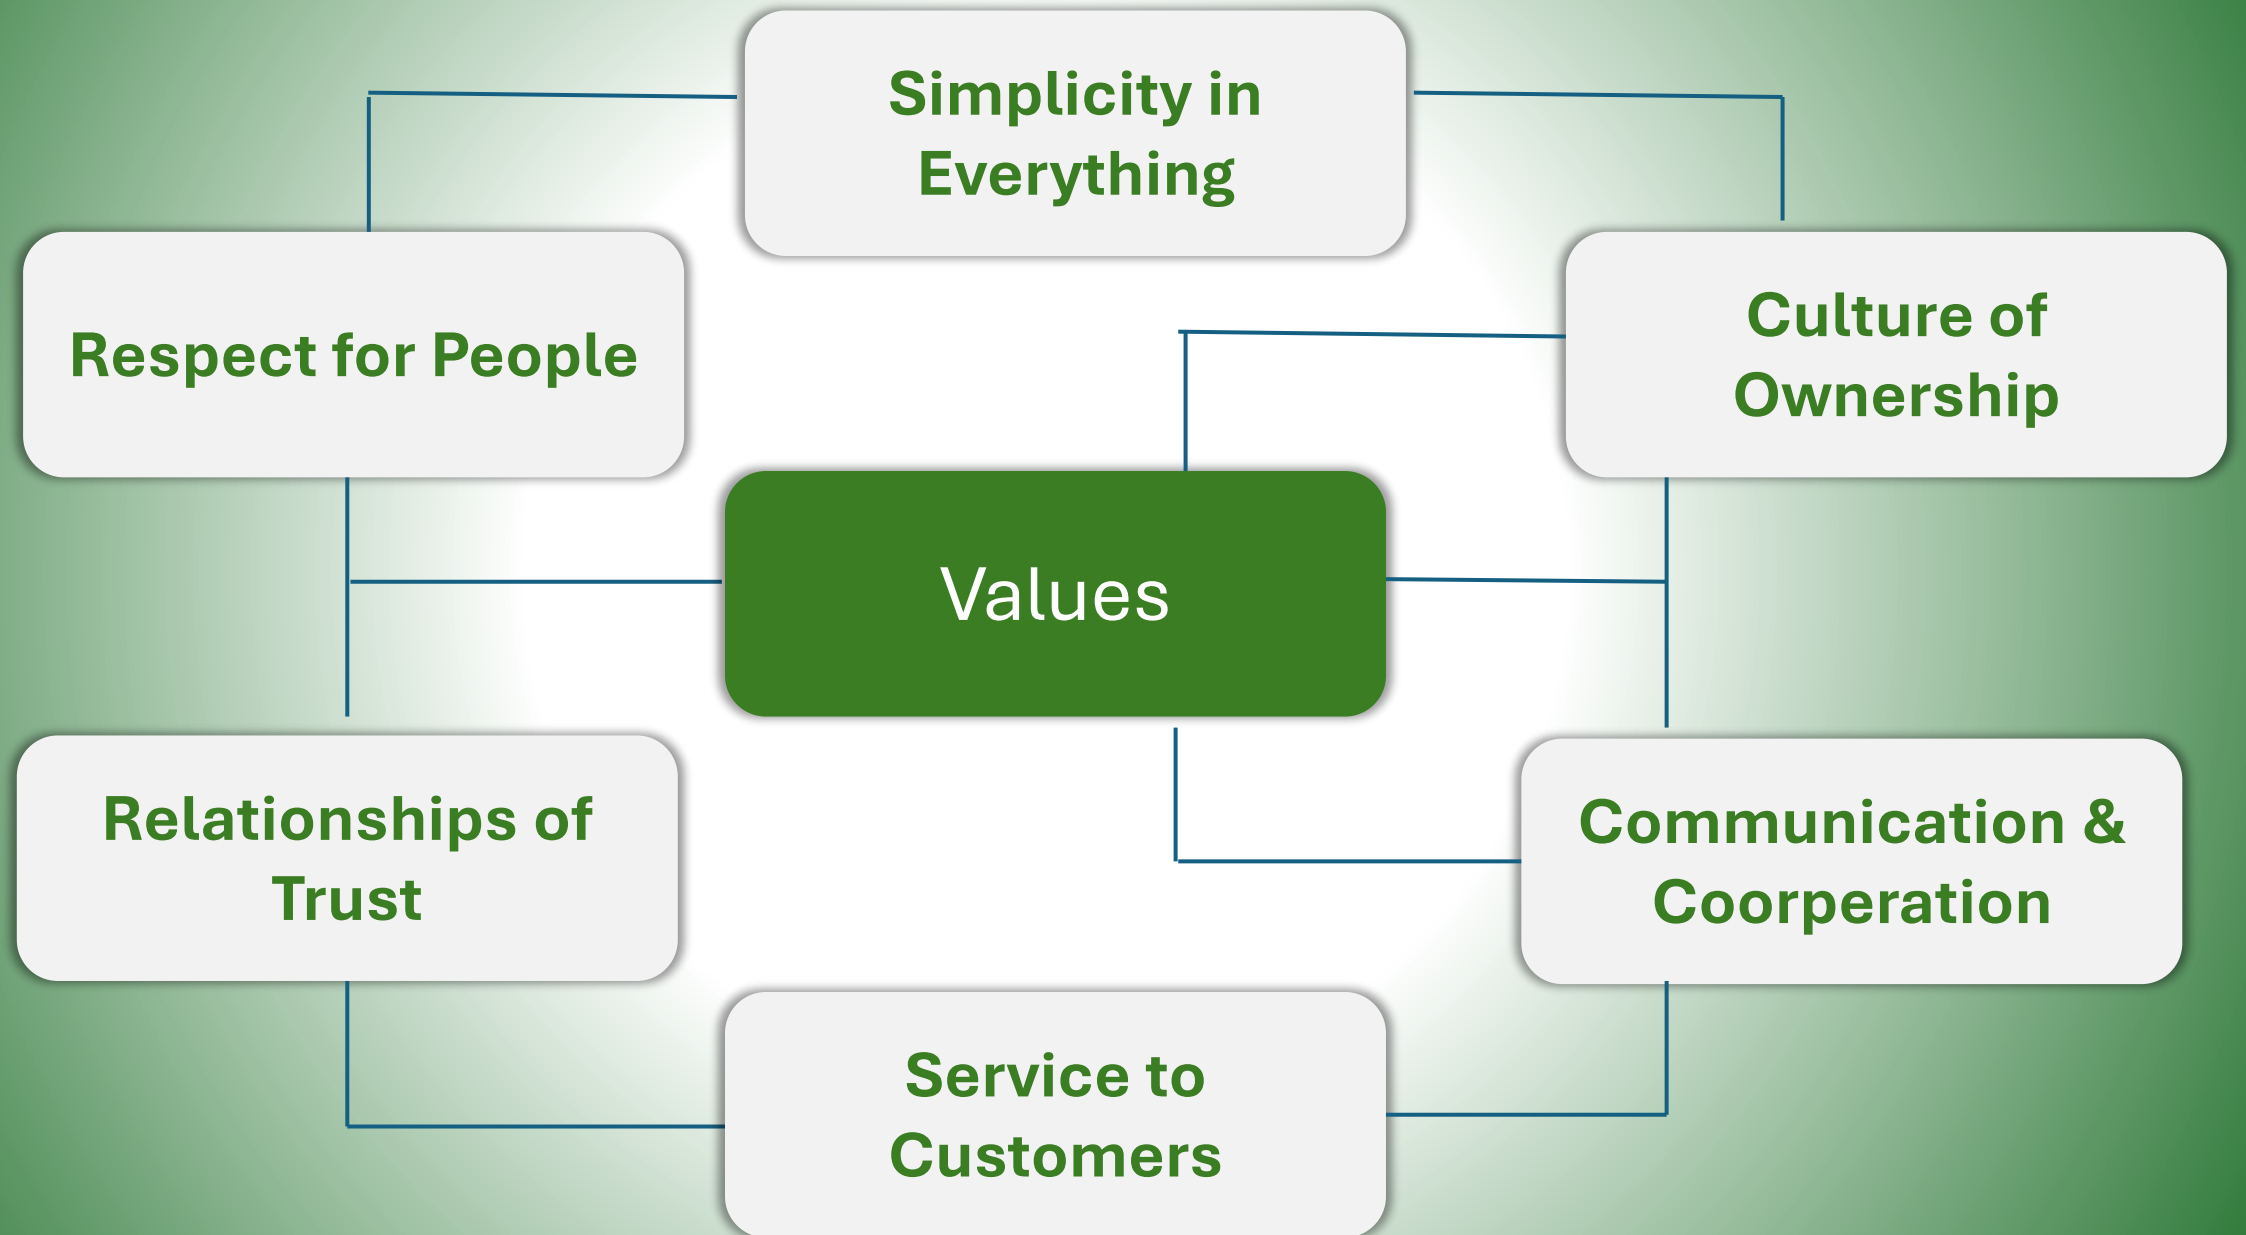 Simplicity in
Everything
Respect for People
Culture of
Ownership
Values
Relationships of
Trust
Communication &
Coorperation
Service to
Customers